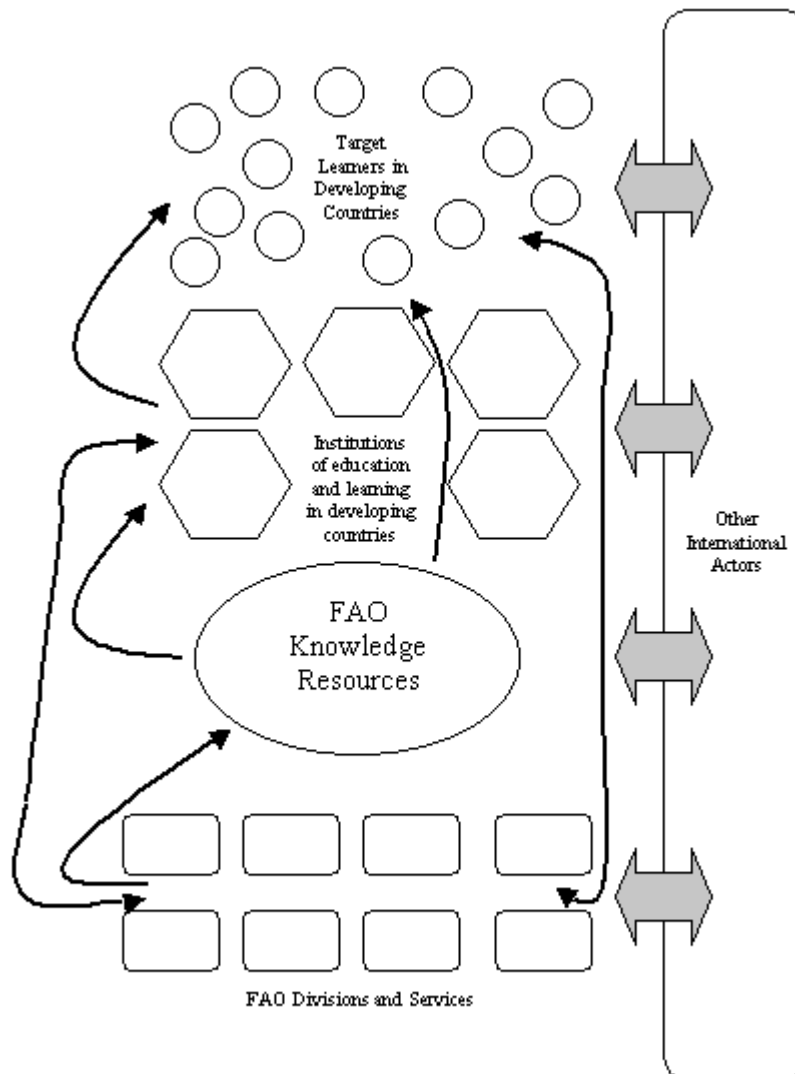 Target
Learners in
Developing
Countries
Institutions
of education
and learning
in developing
countries
Other
International
Actors
FAO
Knowledge
Resources
FAO Divisions and Services